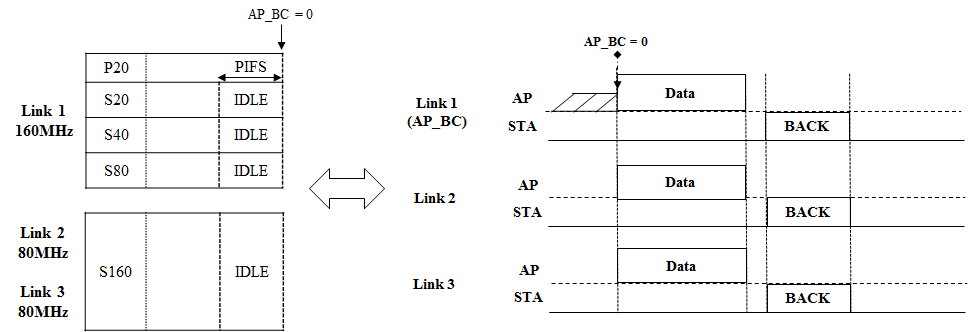 AP_BC = 0
P20
PIFS
S20
IDLE
Link 1
160MHz
S40
IDLE
S80
IDLE
Link 2
80MHz
S160
IDLE
Link 3
80MHz
AP_BC = 0
Link 1
(AP_BC)
AP
Data
STA
BACK
Link 2
AP
Data
STA
BACK
Link 3
AP
Data
STA
BACK